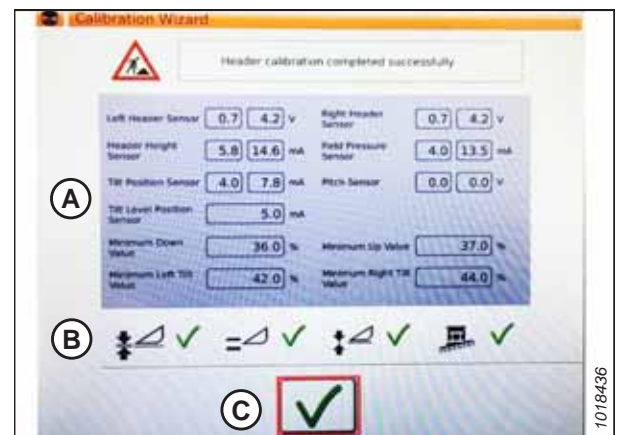 Calibration Wizard
Header calibration completed successfully
Left Header Sensor 0.7 4.2 V Right Header Sensor 0.7 4.2 V
Header Height Sensor 5.8 14.6 mA Field Pressure Sensor 4.0 13.5 mA
Tilt Position Sensor 4.0 7.8 mA Pitch Sensor 0.0 0.0 V
A
Tilt Level Position Sensor 5.0 mA
Minimum Down Value 36.0 % Minimum Up Value 37.0 %
Minimum Left Tilt Value 42.0 % Minimum Right Tilt Value 44.0 %
B
C
1018436